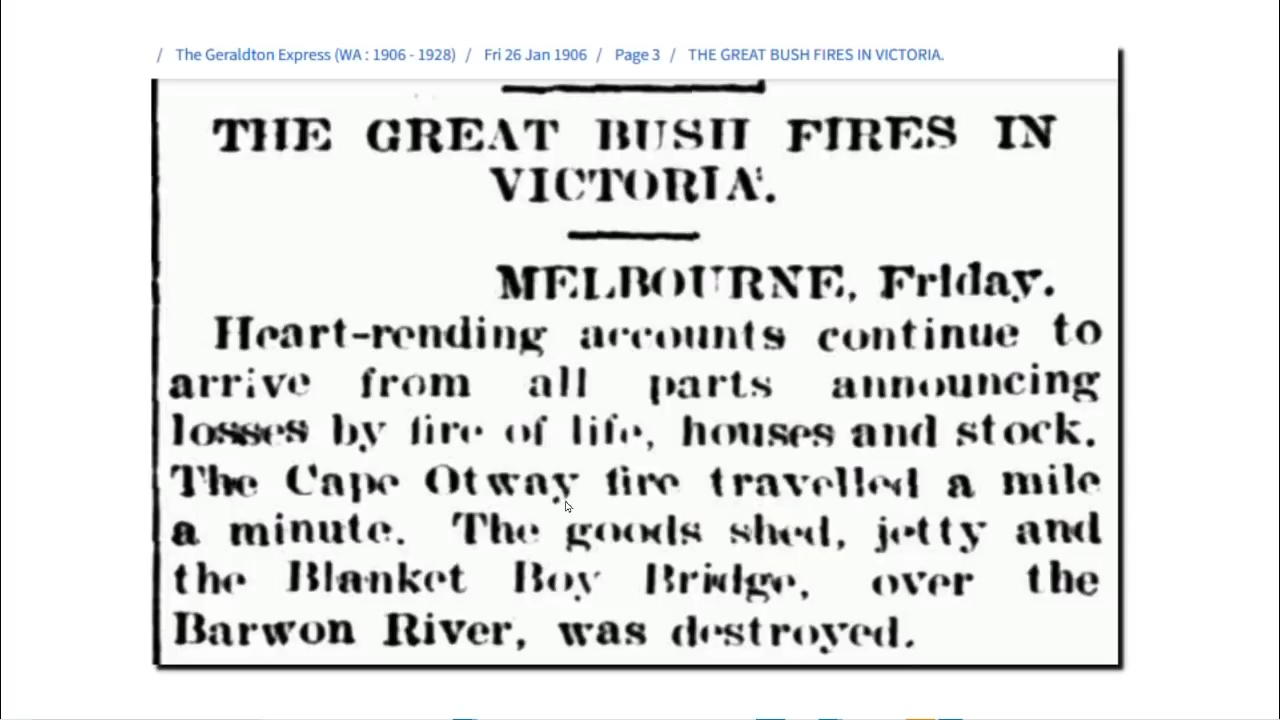 / The Geraldton Express (WA : 1906 - 1928) / Fri 26 Jan 1906 / Page 3 / THE GREAT BUSH FIRES IN VICTORIA.
THE GREAT BUSH FIRES IN
VICTORIA.
MELBOURNE, Friday.
Heart-rending accounts continue to
arrive from all parts announcing
losses by fire of life, houses and stock.
The Cape Otway fire travelled a mile
a minute. The goods shed, jetty and
the Blanket Boy Bridge, over the
Barwon River, was destroyed.